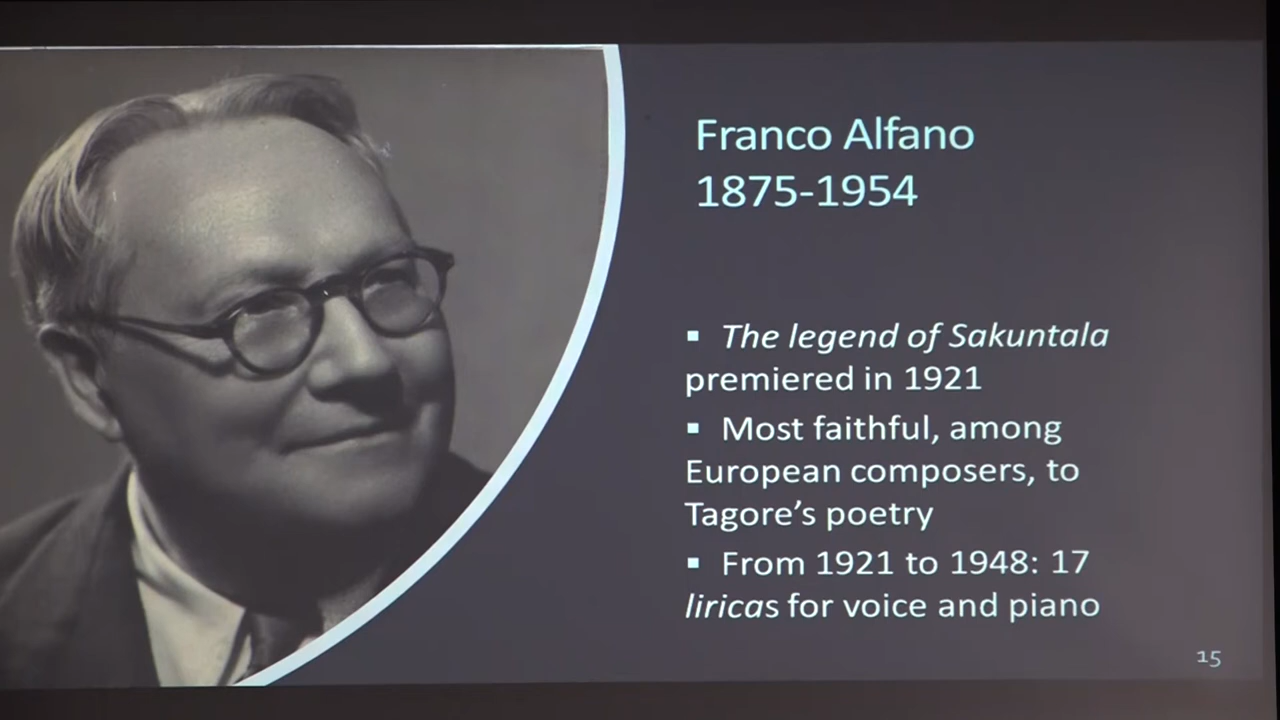 Franco Alfano
1875-1954
▪ The legend of Sakuntala
premiered in 1921
▪ Most faithful, among
European composers, to
Tagore's poetry
▪ From 1921 to 1948: 17
liricas for voice and piano
15